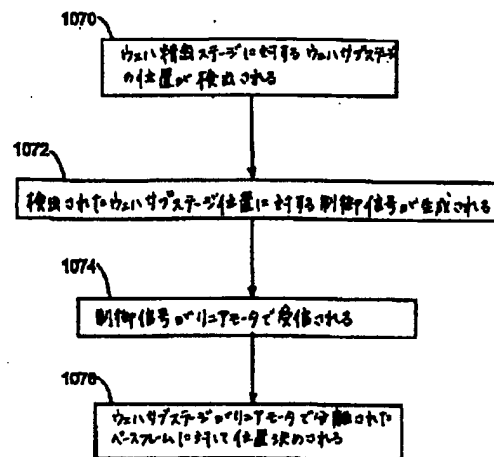 1070
ウェハ精密ステージに対するウェハサブステージ
の位置が検出される
1072
検出されたウェハサブステージ位置に対する制御信号が生成される
1074
制御信号がリニアモータで受信される
1076
ウェハサブステージがリニアモータで分離された
ベースフレームに対して位置決めされる